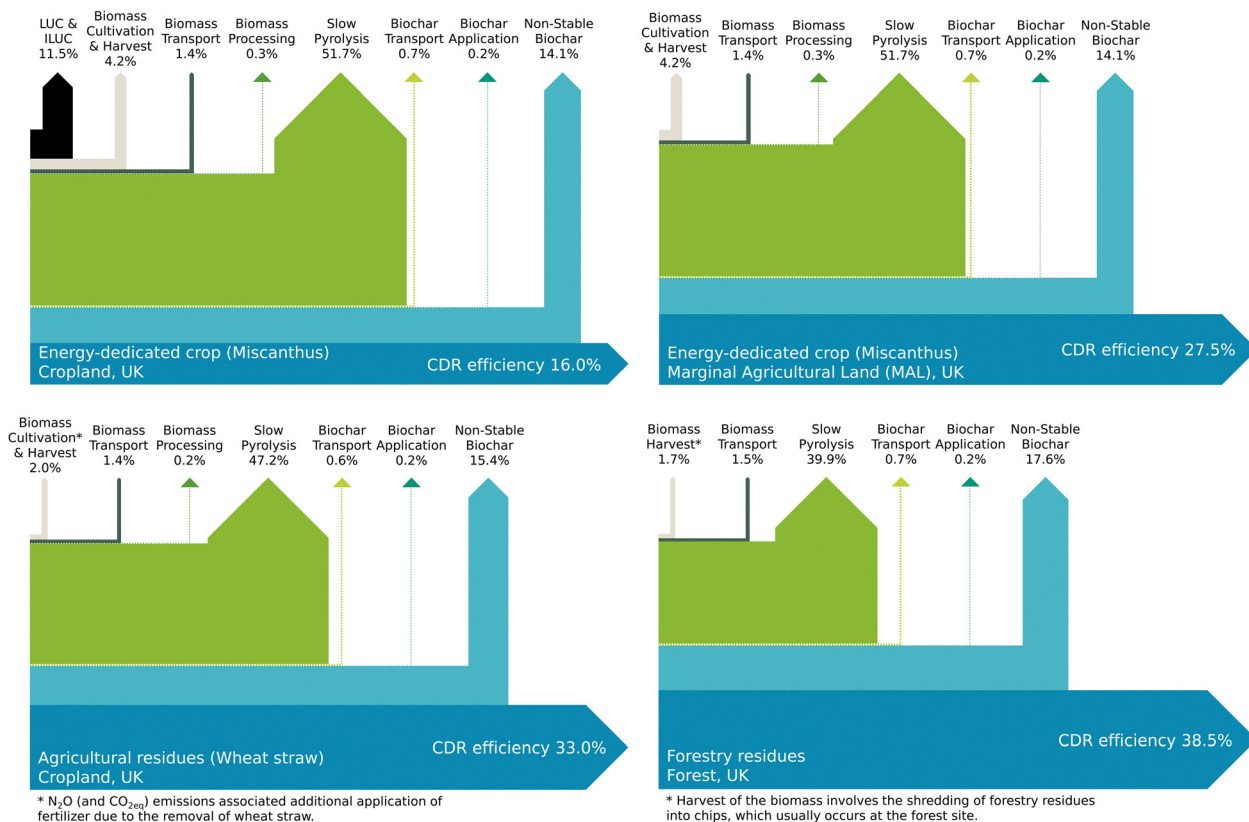 LUC &
ILUC
11.5%
Biomass
Cultivation
& Harvest
4.2%
Biomass
Transport
1.4%
Biomass
Processing
0.3%
Slow
Pyrolysis
51.7%
Biochar
Transport
0.7%
Biochar
Application
0.2%
Non-Stable
Biochar
14.1%
Energy-dedicated crop (Miscanthus)
Cropland, UK
CDR efficiency 16.0%
Biomass
Cultivation
& Harvest
4.2%
Biomass
Transport
1.4%
Biomass
Processing
0.3%
Slow
Pyrolysis
51.7%
Biochar
Transport
0.7%
Biochar
Application
0.2%
Non-Stable
Biochar
14.1%
Energy-dedicated crop (Miscanthus)
Marginal Agricultural Land (MAL), UK
CDR efficiency 27.5%
Biomass
Cultivation*
& Harvest
2.0%
Biomass
Transport
1.4%
Biomass
Processing
0.2%
Slow
Pyrolysis
47.2%
Biochar
Transport
0.6%
Biochar
Application
0.2%
Non-Stable
Biochar
15.4%
Agricultural residues (Wheat straw)
Cropland, UK
CDR efficiency 33.0%
* N₂O (and CO₂eq) emissions associated additional application of
fertilizer due to the removal of wheat straw.
Biomass
Harvest*
1.7%
Biomass
Transport
1.5%
Slow
Pyrolysis
39.9%
Biochar
Transport
0.7%
Biochar
Application
0.2%
Non-Stable
Biochar
17.6%
Forestry residues
Forest, UK
CDR efficiency 38.5%
* Harvest of the biomass involves the shredding of forestry residues
into chips, which usually occurs at the forest site.